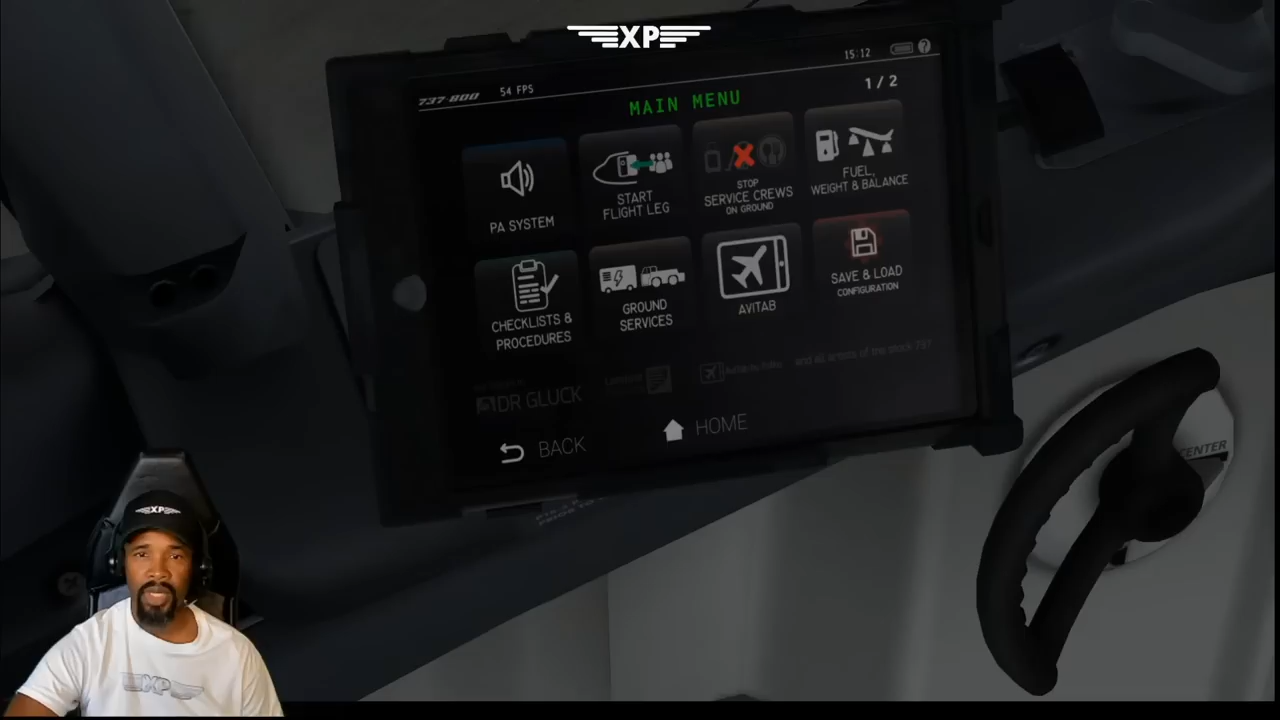 XP
737-800
54 FPS
15:12
?
MAIN MENU
1 / 2
PA SYSTEM
START
FLIGHT LEG
STOP
SERVICE CREWS
ON GROUND
FUEL,
WEIGHT & BALANCE
CHECKLISTS &
PROCEDURES
GROUND
SERVICES
AVITAB
SAVE & LOAD
CONFIGURATION
DR GLUCK
BACK
HOME
CENTER
XP
XP